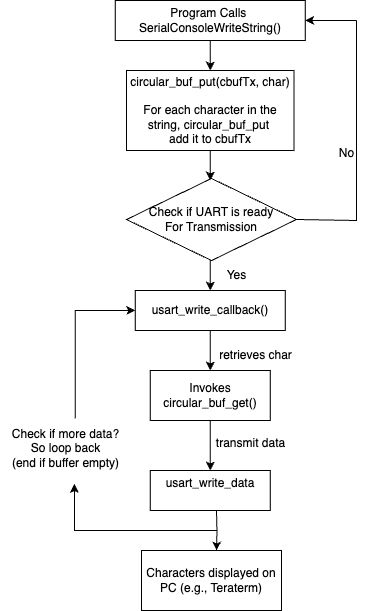 Program Calls
SerialConsoleWriteString()
circular_buf_put(cbufTx, char)
For each character in the
string, circular_buf_put
add it to cbufTx
No
Check if UART is ready
For Transmission
Yes
usart_write_callback()
retrieves char
Invokes
circular_buf_get()
Check if more data?
So loop back
(end if buffer empty)
transmit data
usart_write_data
Characters displayed on
PC (e.g., Teraterm)